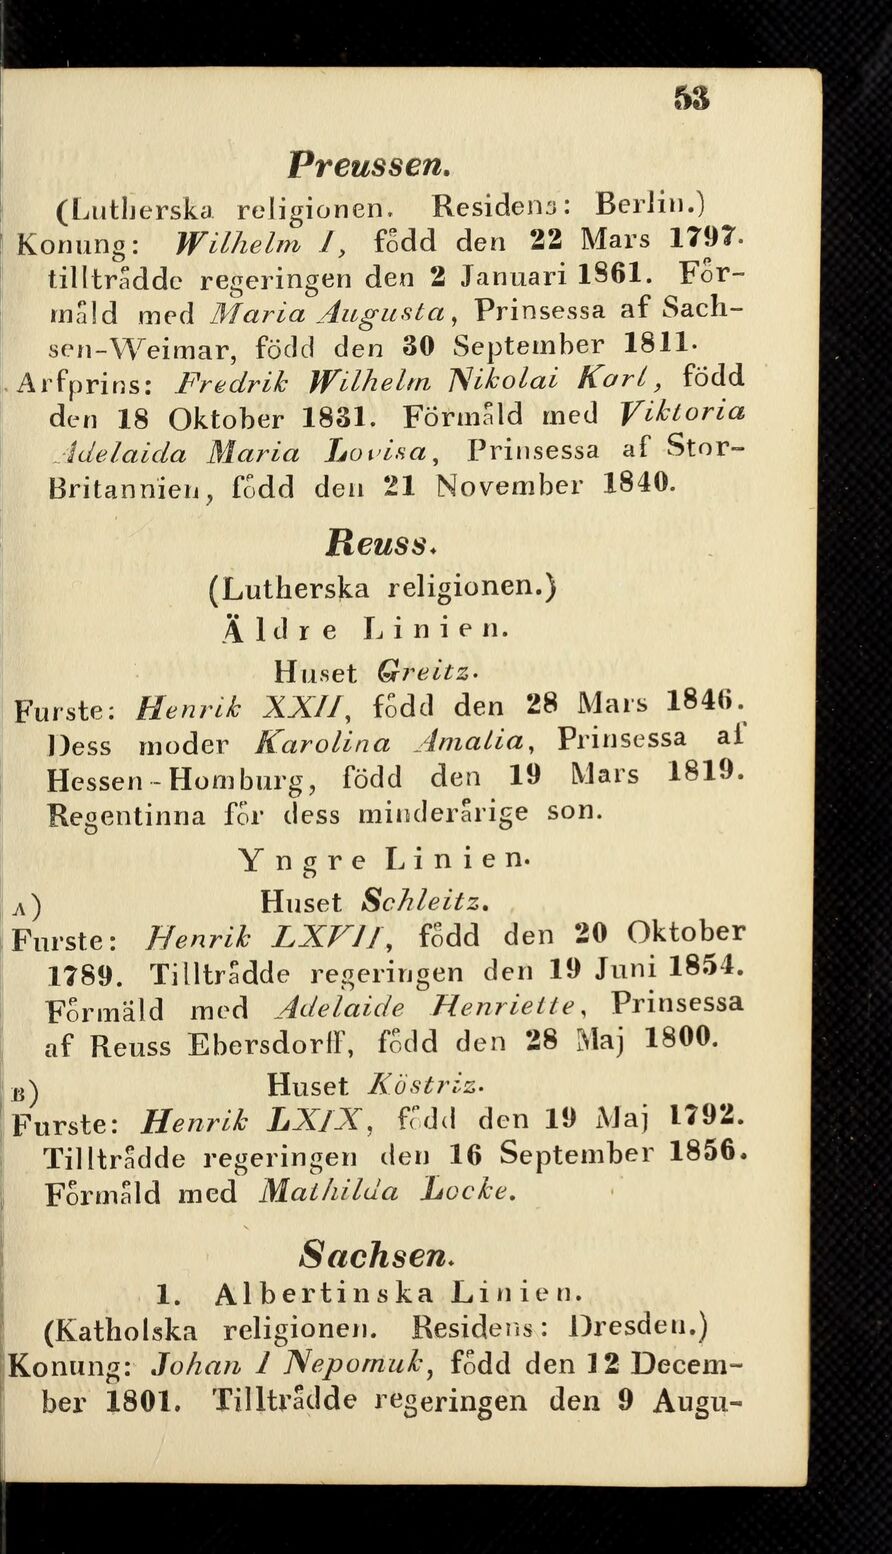 53
Preussen.
(Lutherska religionen. Residens: Berlin.)
Konung: Wilhelm I, född den 22 Mars 1797.
tillträdde regeringen den 2 Januari 1861. För-
mäld med Maria Augusta, Prinsessa af Sach-
sen-Weimar, född den 30 September 1811.
Arfprins: Fredrik Wilhelm Nikolai Karl, född
den 18 Oktober 1831. Förmäld med Viktoria
Adelaida Maria Lovisa, Prinsessa af Stor-
Britannien, född den 21 November 1840.
Reuss.
(Lutherska religionen.)
Äldre Linien.
Huset Greitz.
Furste: Henrik XXII, född den 28 Mars 1846.
Dess moder Karolina Amalia, Prinsessa af
Hessen-Homburg, född den 19 Mars 1819.
Regentinna för dess minderårige son.
Yngre Linien.
A) Huset Schleitz.
Furste: Henrik LXVII, född den 20 Oktober
1789. Tillträdde regeringen den 19 Juni 1854.
Förmäld med Adelaide Henriette, Prinsessa
af Reuss Ebersdorff, född den 28 Maj 1800.
B) Huset Köstriz.
Furste: Henrik LXIX, född den 19 Maj 1792.
Tillträdde regeringen den 16 September 1856.
Förmäld med Mathilda Locke.
Sachsen.
1. Albertinska Linien.
(Katholska religionen. Residens: Dresden.)
Konung: Johan I Nepomuk, född den 12 Decem-
ber 1801. Tillträdde regeringen den 9 Augu-